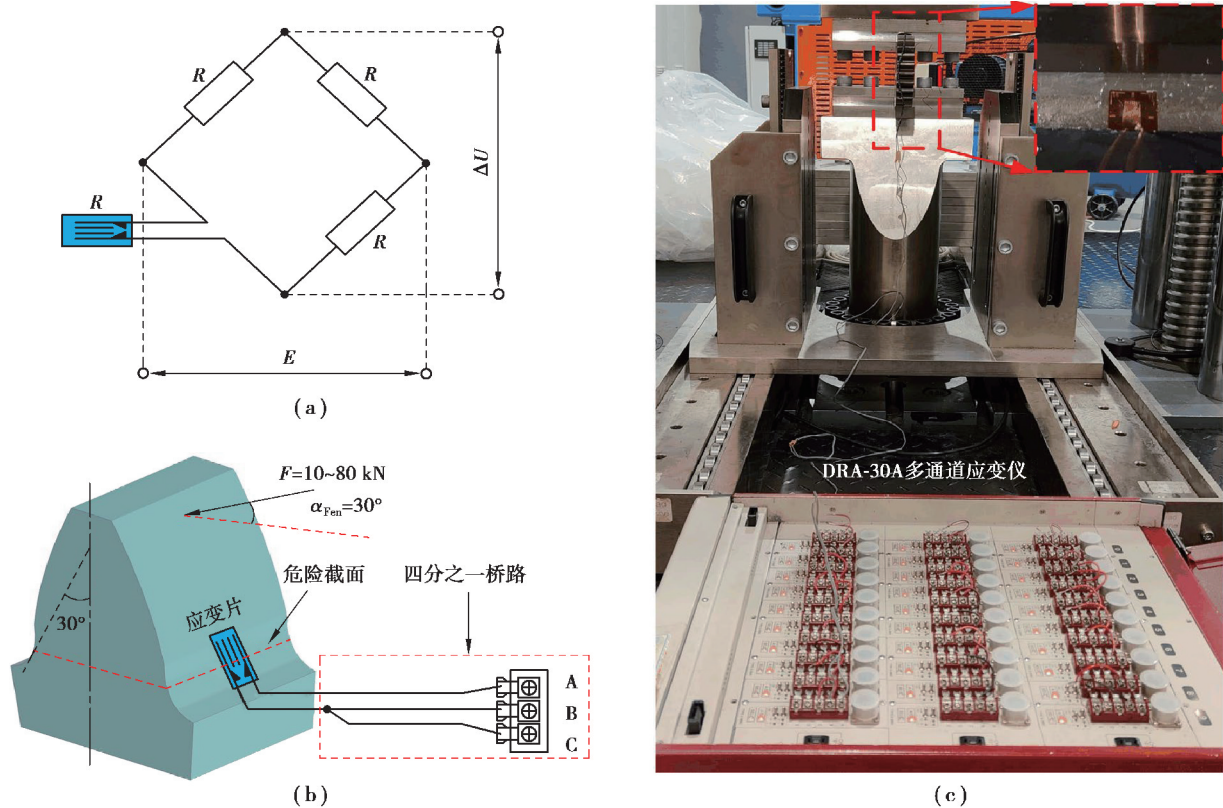 R
R
R
R
ΔU
E
(a)
F=10~80 kN
αFen=30°
危险截面
四分之一桥路
应变片
30°
A
B
C
(b)
DRA-30A多通道应变仪
(c)